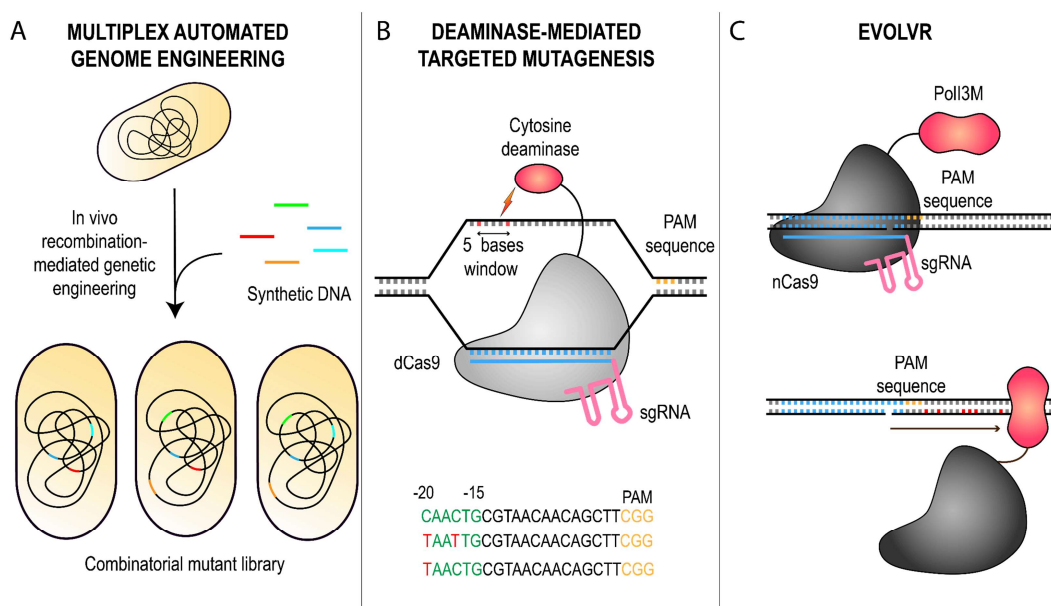 A
MULTIPLEX AUTOMATED
GENOME ENGINEERING
In vivo
recombination-
mediated genetic
engineering
Synthetic DNA
Combinatorial mutant library
B
DEAMINASE-MEDIATED
TARGETED MUTAGENESIS
Cytosine
deaminase
5 bases
window
PAM
sequence
dCas9
sgRNA
-20 -15 PAM
CAACTGCGTAACAACAGCTTCGG
TAATTGCGTAACAACAGCTTCGG
TAACTGCGTAACAACAGCTTCGG
C
EVOLVR
PolI3M
PAM
sequence
sgRNA
nCas9
PAM
sequence